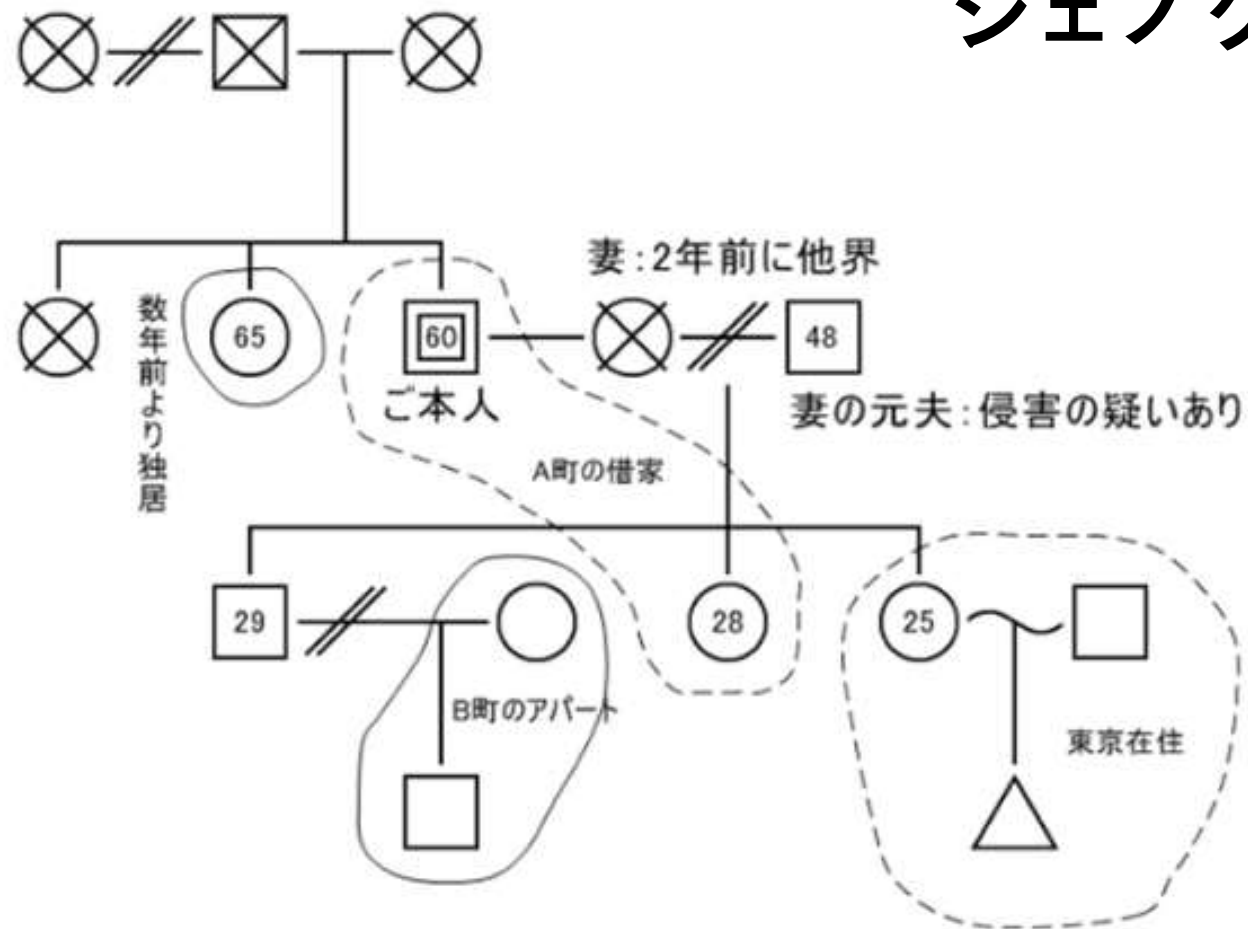 ジェノグ
妻:2年前に他界
数年前より独居
65
60
48
ご本人
妻の元夫:侵害の疑いあり
A町の借家
29
28
25
B町のアパート
東京在住